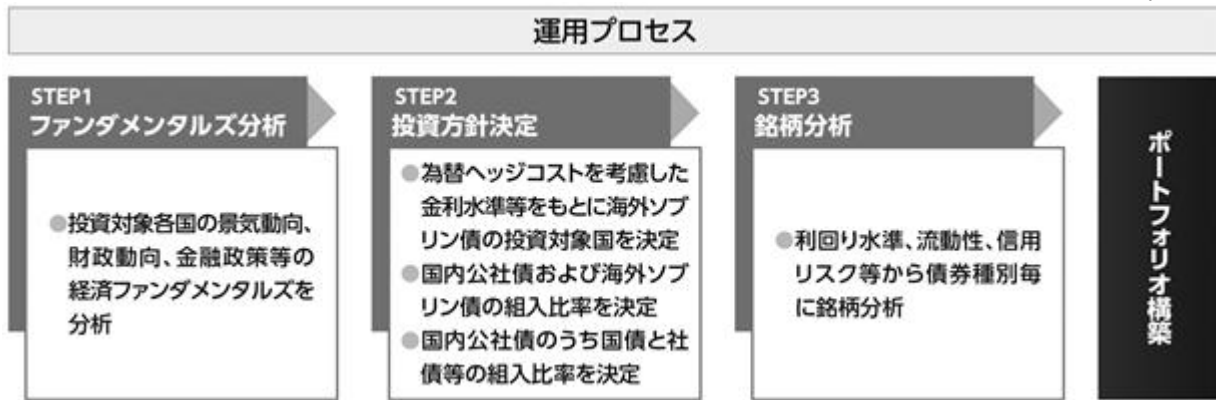 運用プロセス
STEP1
ファンダメンタルズ分析
●投資対象各国の景気動向、
財政動向、金融政策等の
経済ファンダメンタルズを
分析
STEP2
投資方針決定
●為替ヘッジコストを考慮した
金利水準等をもとに海外ソブ
リン債の投資対象国を決定
●国内公社債および海外ソブ
リン債の組入比率を決定
●国内公社債のうち国債と社
債等の組入比率を決定
STEP3
銘柄分析
●利回り水準、流動性、信用
リスク等から債券種別毎
に銘柄分析
ポートフォリオ構築